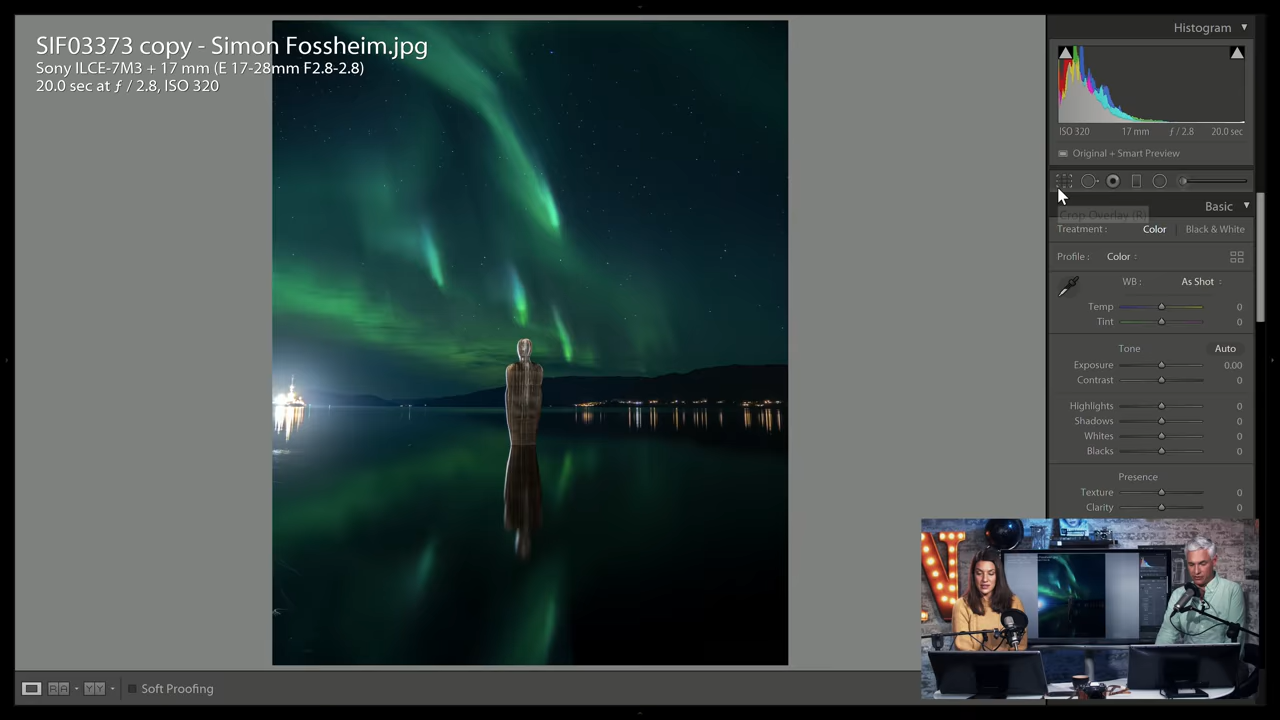 SIF03373 copy - Simon Fossheim.jpg
Sony ILCE-7M3 + 17 mm (E 17-28mm F2.8-2.8)
20.0 sec at ƒ / 2.8, ISO 320
Histogram
ISO 320 17 mm ƒ / 2.8 20.0 sec
Original + Smart Preview
Basic
Crop Overlay (R)
Treatment : Color Black & White
Profile : Color
WB : As Shot
Temp 0
Tint 0
Tone Auto
Exposure 0.00
Contrast 0
Highlights 0
Shadows 0
Whites 0
Blacks 0
Presence
Texture 0
Clarity 0
N
R A Y Y Soft Proofing